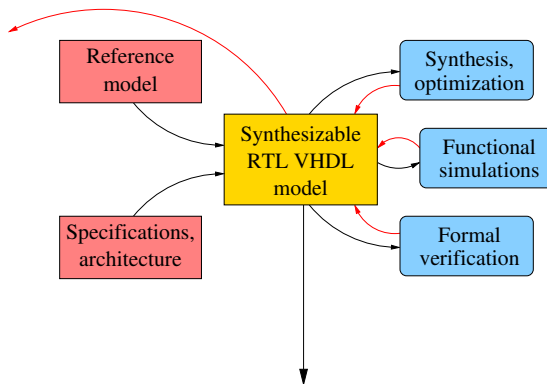 Reference
model
Synthesis,
optimization
Synthesizable
RTL VHDL
model
Functional
simulations
Specifications,
architecture
Formal
verification